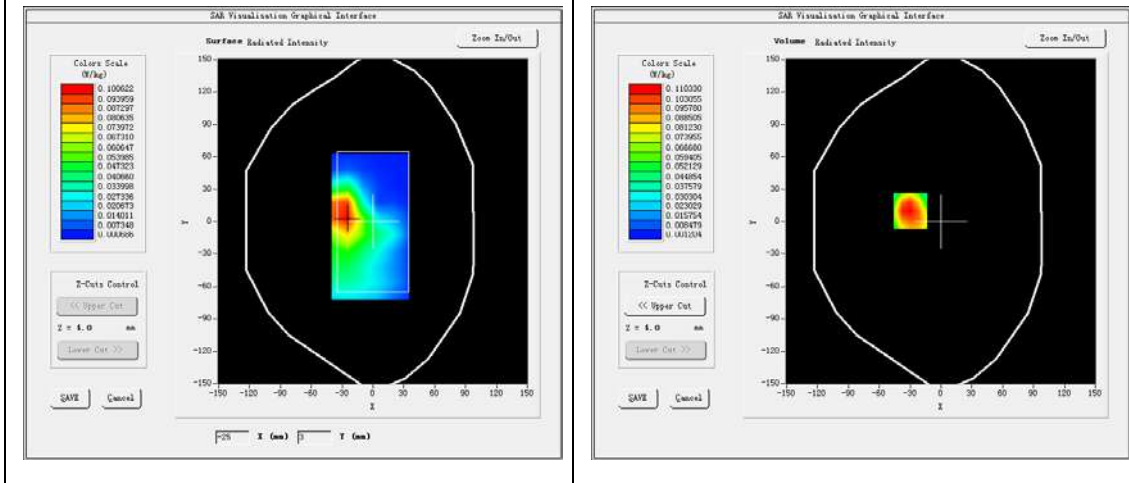 SAR Visualisation Graphical Interface
Surface Radiated Intensity
Zoom In/Out
Colors Scale
(W/kg)
0.100622
0.093959
0.087297
0.080635
0.073972
0.067310
0.060647
0.053985
0.047323
0.040660
0.033998
0.027336
0.020673
0.014011
0.007348
0.000686
Z-Cuts Control
<< Upper Cut
Z = 4.0 mm
Lower Cut >>
SAVE
Cancel
150
120
90
60
30
0
-30
-60
-90
-120
-150
Y
-150 -120 -90 -60 -30 0 30 60 90 120 150
X
-25 X (mm) 3 Y (mm)
SAR Visualisation Graphical Interface
Volume Radiated Intensity
Zoom In/Out
Colors Scale
(W/kg)
0.110330
0.103055
0.095780
0.088505
0.081230
0.073955
0.066680
0.059405
0.052129
0.044854
0.037579
0.030304
0.023029
0.015754
0.008479
0.001204
Z-Cuts Control
<< Upper Cut
Z = 4.0 mm
Lower Cut >>
SAVE
Cancel
150
120
90
60
30
0
-30
-60
-90
-120
-150
Y
-150 -120 -90 -60 -30 0 30 60 90 120 150
X